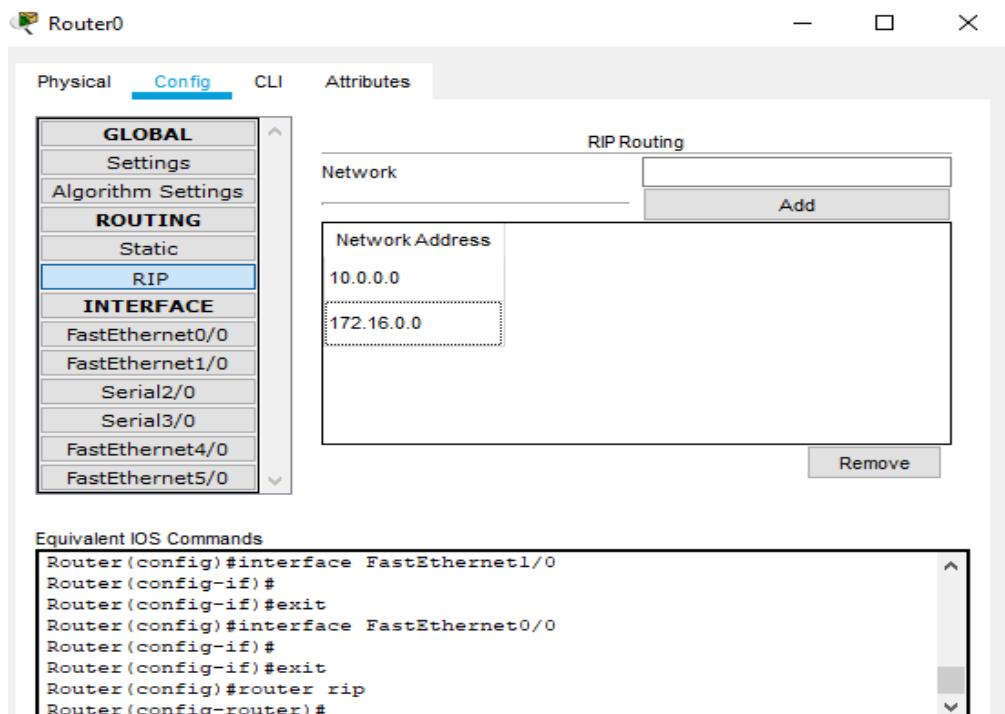 Router0
Physical Config CLI Attributes
GLOBAL
Settings
Algorithm Settings
ROUTING
Static
RIP
INTERFACE
FastEthernet0/0
FastEthernet1/0
Serial2/0
Serial3/0
FastEthernet4/0
FastEthernet5/0
RIP Routing
Network
Add
Network Address
10.0.0.0
172.16.0.0
Remove
Equivalent IOS Commands
Router(config)#interface FastEthernet1/0
Router(config-if)#
Router(config-if)#exit
Router(config)#interface FastEthernet0/0
Router(config-if)#
Router(config-if)#exit
Router(config)#router rip
Router(config-router)#